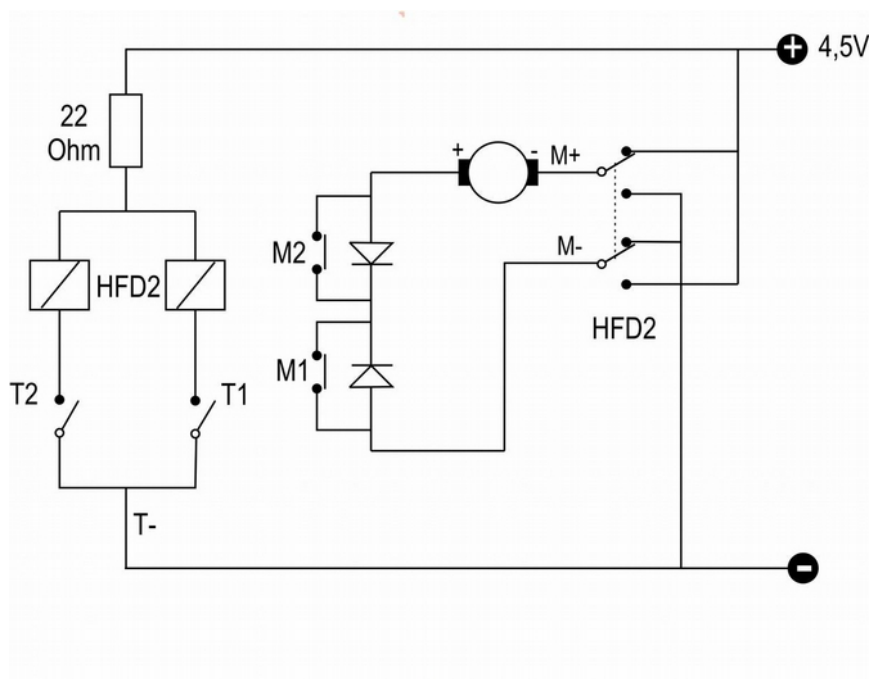 + 4,5V
22
Ohm
+ - M+
M2
HFD2
M-
M1
HFD2
T2
T1
T-
-